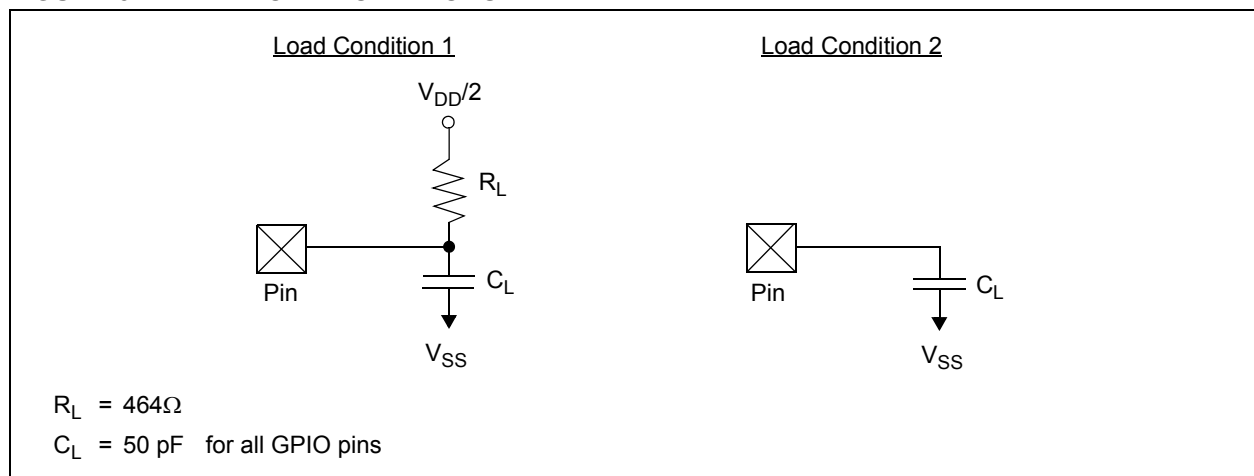 Load Condition 1
Load Condition 2
VDD/2
RL
Pin
CL
VSS
Pin
CL
VSS
RL = 464Ω
CL = 50 pF for all GPIO pins